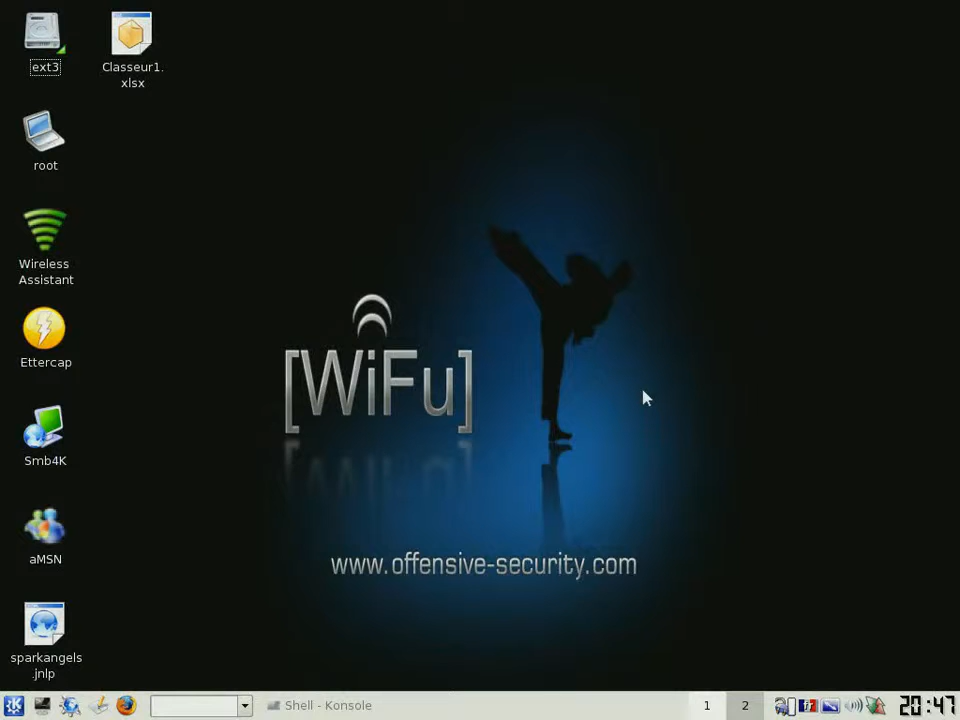 ext3
Classeur1.
xlsx
root
Wireless
Assistant
Ettercap
Smb4K
aMSN
sparkangels
.jnlp
[WiFu]
www.offensive-security.com
Shell - Konsole
1
2
20:47